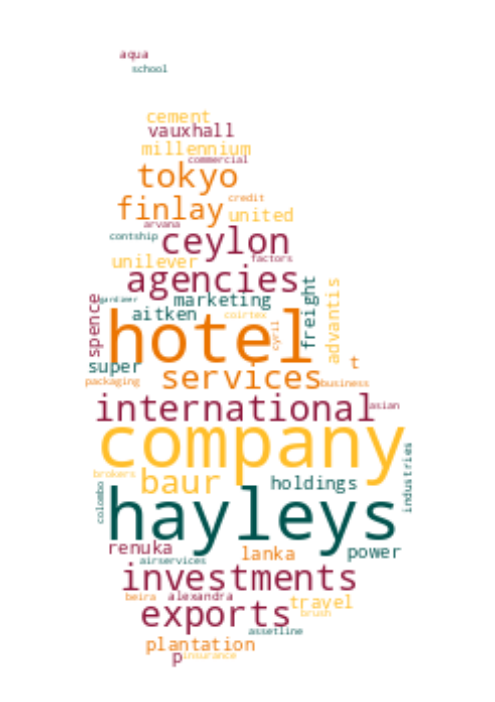 aqua
school
cement
vauxhall
millennium
commercial
tokyo
credit
finlay united
arvana
contship ceylon
factors
unilever
agencies
gardiner marketing
spence aitken coirtex freight advantis
hotel cyril
super t
services
packaging business
international asian
company
brokers industries
baur holdings
colombo hayleys
renuka lanka power
airservices
investments
beira alexandra travel
exports brush
assetline
plantation
p insurance